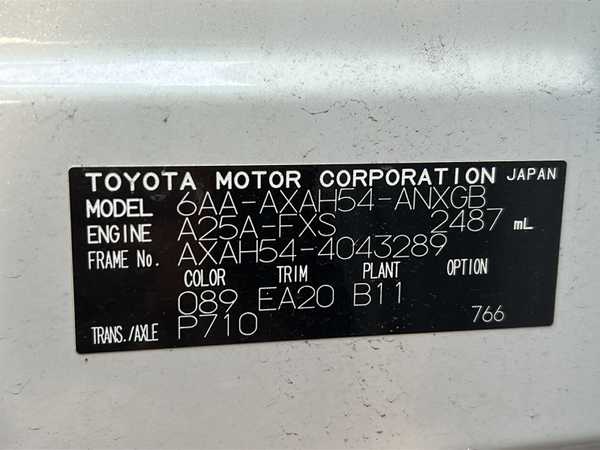 TOYOTA MOTOR CORPORATION JAPAN
MODEL 6AA-AXAH54-ANXGB
ENGINE A25A-FXS 2487 mL
FRAME No. AXAH54-4043289
COLOR TRIM PLANT OPTION
089 EA20 B11
TRANS./AXLE P710 766